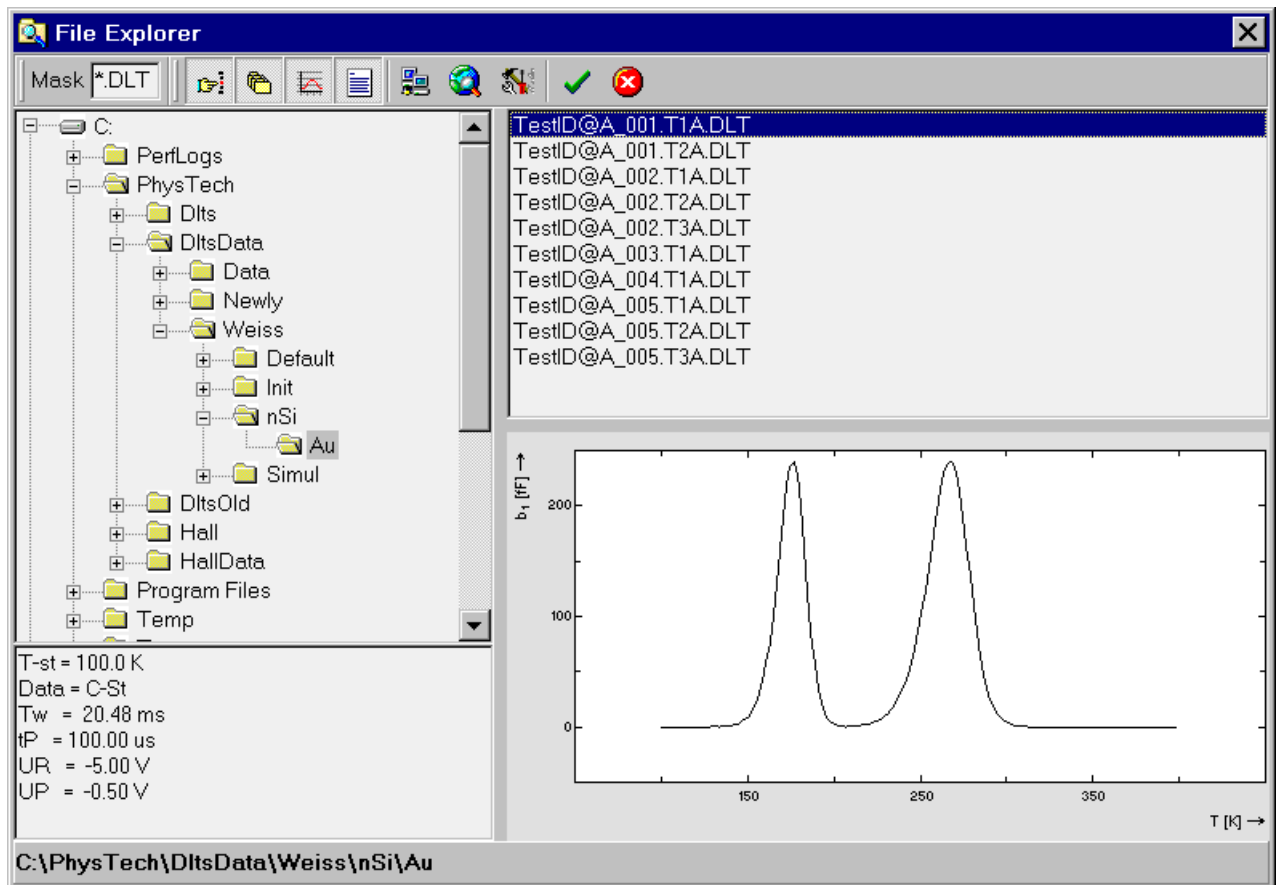 File Explorer
Mask *.DLT
C:
PerfLogs
PhysTech
Dlts
DltsData
Data
Newly
Weiss
Default
Init
nSi
Au
Simul
DltsOld
Hall
HallData
Program Files
Temp
T-st = 100.0 K
Data = C-St
Tw = 20.48 ms
tP = 100.00 us
UR = -5.00 V
UP = -0.50 V
TestID@A_001.T1A.DLT
TestID@A_001.T2A.DLT
TestID@A_002.T1A.DLT
TestID@A_002.T2A.DLT
TestID@A_002.T3A.DLT
TestID@A_003.T1A.DLT
TestID@A_004.T1A.DLT
TestID@A_005.T1A.DLT
TestID@A_005.T2A.DLT
TestID@A_005.T3A.DLT
b₁ [fF] →
200
100
0
150 250 350
T [K] →
C:\PhysTech\DltsData\Weiss\nSi\Au